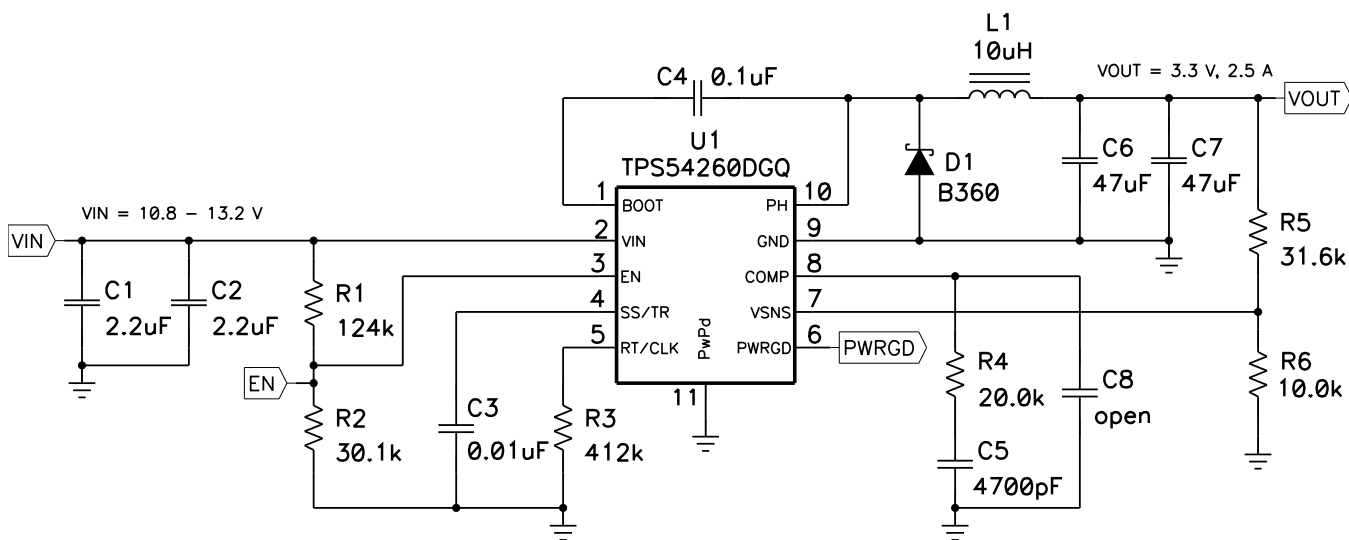 L1
10uH
C4 0.1uF
VOUT = 3.3 V, 2.5 A
VOUT
U1
TPS54260DGQ
D1
B360
C6
47uF
C7
47uF
1 BOOT
PH 10
VIN = 10.8 - 13.2 V
VIN
2 VIN
GND 9
3 EN
COMP 8
4 SS/TR
VSNS 7
5 RT/CLK
PWRGD 6
PwPd
11
PWRGD
C1
2.2uF
C2
2.2uF
R1
124k
EN
R2
30.1k
C3
0.01uF
R3
412k
R4
20.0k
C8
open
C5
4700pF
R5
31.6k
R6
10.0k